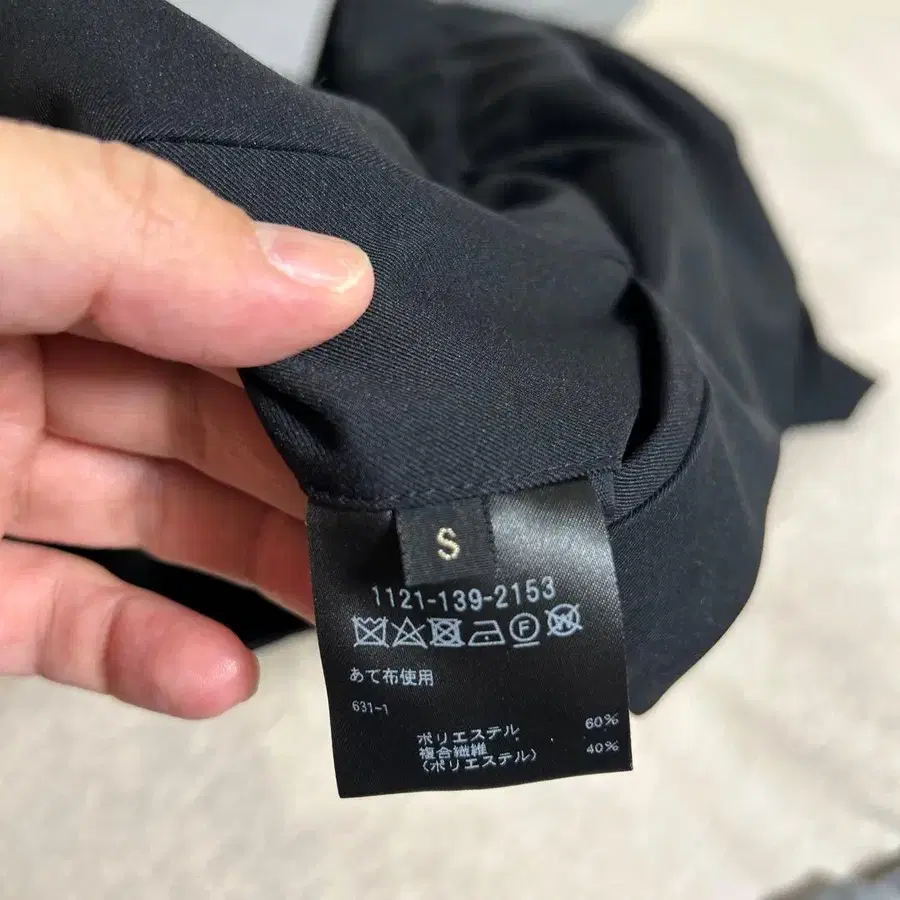 S
1121-139-2153
F W
あて布使用
631-1
ポリエステル 60%
複合繊維 40%
(ポリエステル)